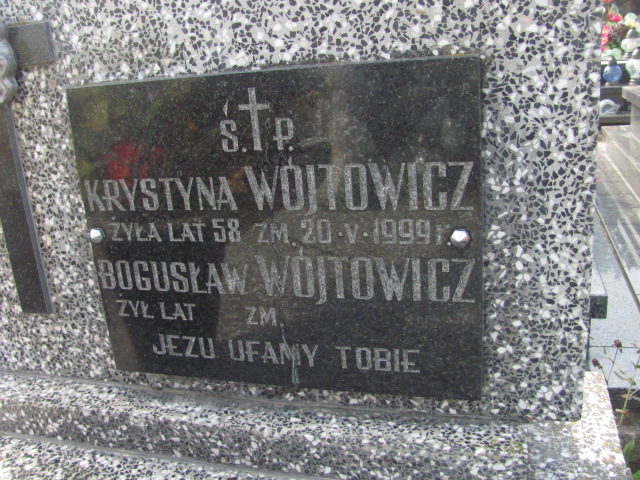 Ś. P.
KRYSTYNA WÓJTOWICZ
ŻYŁA LAT 58 ZM. 20·V·1999 r.
BOGUSŁAW WÓJTOWICZ
ŻYŁ LAT ZM.
JEZU UFAMY TOBIE